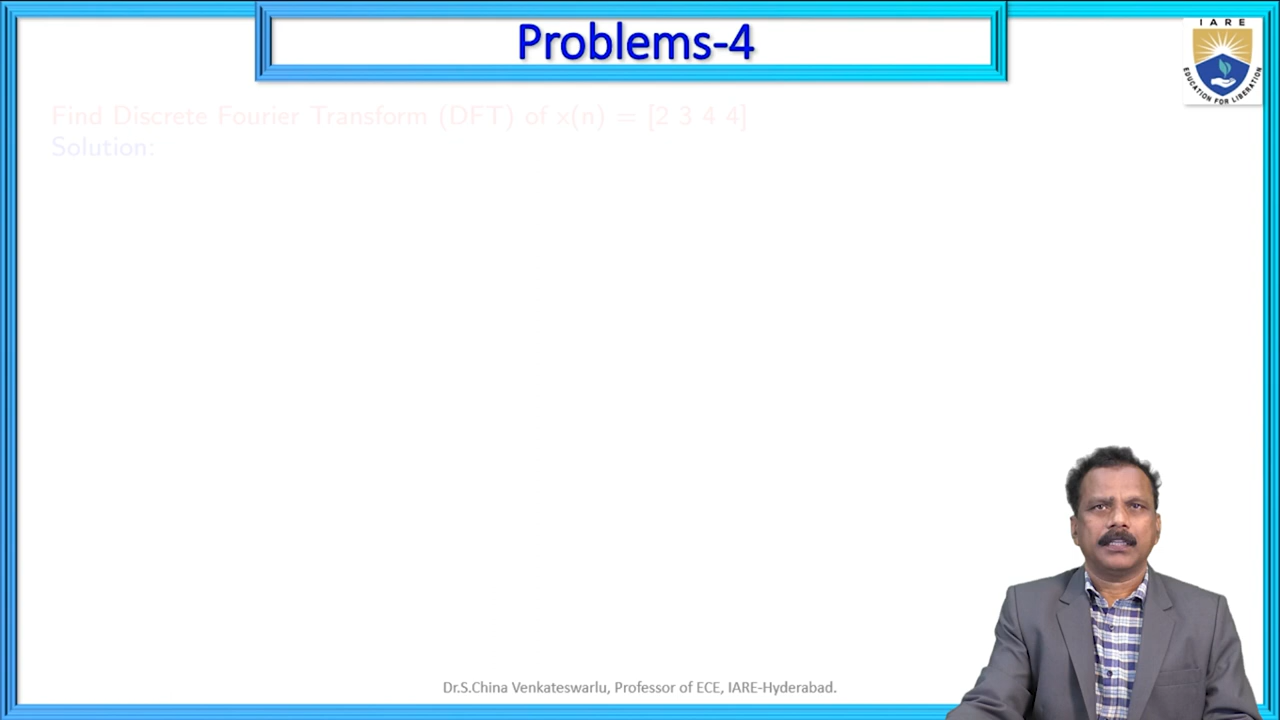 Problems-4
I A R E
EDUCATION FOR LIBERATION
Find Discrete Fourier Transform (DFT) of x(n) = [2 3 4 4]
Solution:
Dr.S.China Venkateswarlu, Professor of ECE, IARE-Hyderabad.